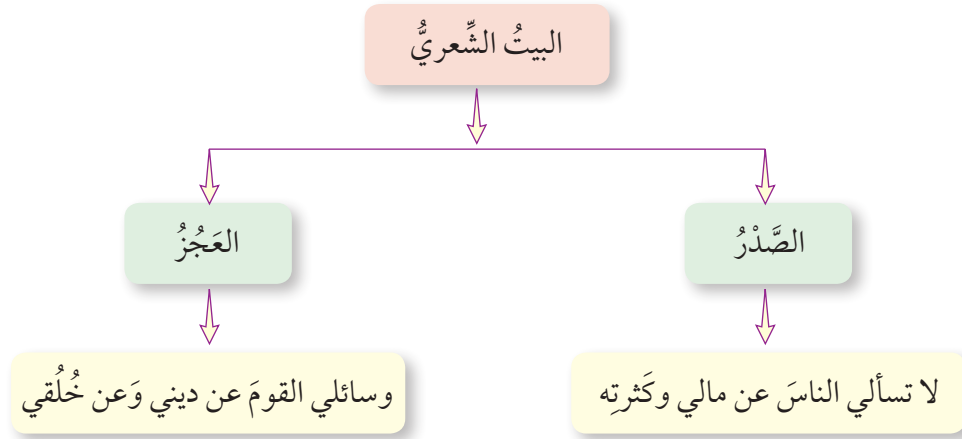 البيتُ الشِّعريُّ
الصَّدْرُ
العَجُزُ
لا تسألي الناسَ عن مالي وكَثرتِه
وسائلي القومَ عن ديني وَعن خُلُقي